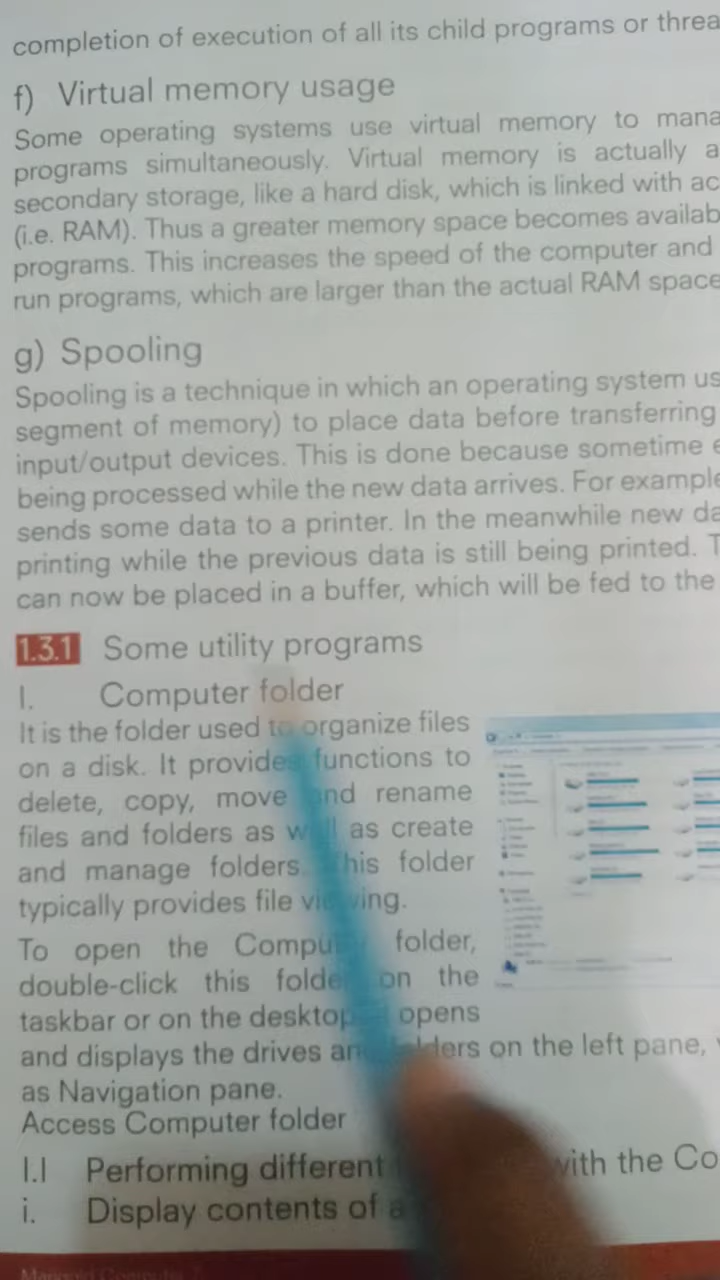 completion of execution of all its child programs or threa
f) Virtual memory usage
Some operating systems use virtual memory to mana
programs simultaneously. Virtual memory is actually a
secondary storage, like a hard disk, which is linked with ac
(i.e. RAM). Thus a greater memory space becomes availab
programs. This increases the speed of the computer and
run programs, which are larger than the actual RAM space
g) Spooling
Spooling is a technique in which an operating system us
segment of memory) to place data before transferring
input/output devices. This is done because sometime
being processed while the new data arrives. For example
sends some data to a printer. In the meanwhile new da
printing while the previous data is still being printed. T
can now be placed in a buffer, which will be fed to the
1.3.1 Some utility programs
I. Computer folder
It is the folder used to organize files
on a disk. It provides functions to
delete, copy, move and rename
files and folders as well as create
and manage folders. This folder
typically provides file viewing.
To open the Compu folder,
double-click this folde on the
taskbar or on the desktop opens
and displays the drives an lders on the left pane,
as Navigation pane.
Access Computer folder
I.I Performing different with the Co
i. Display contents of a